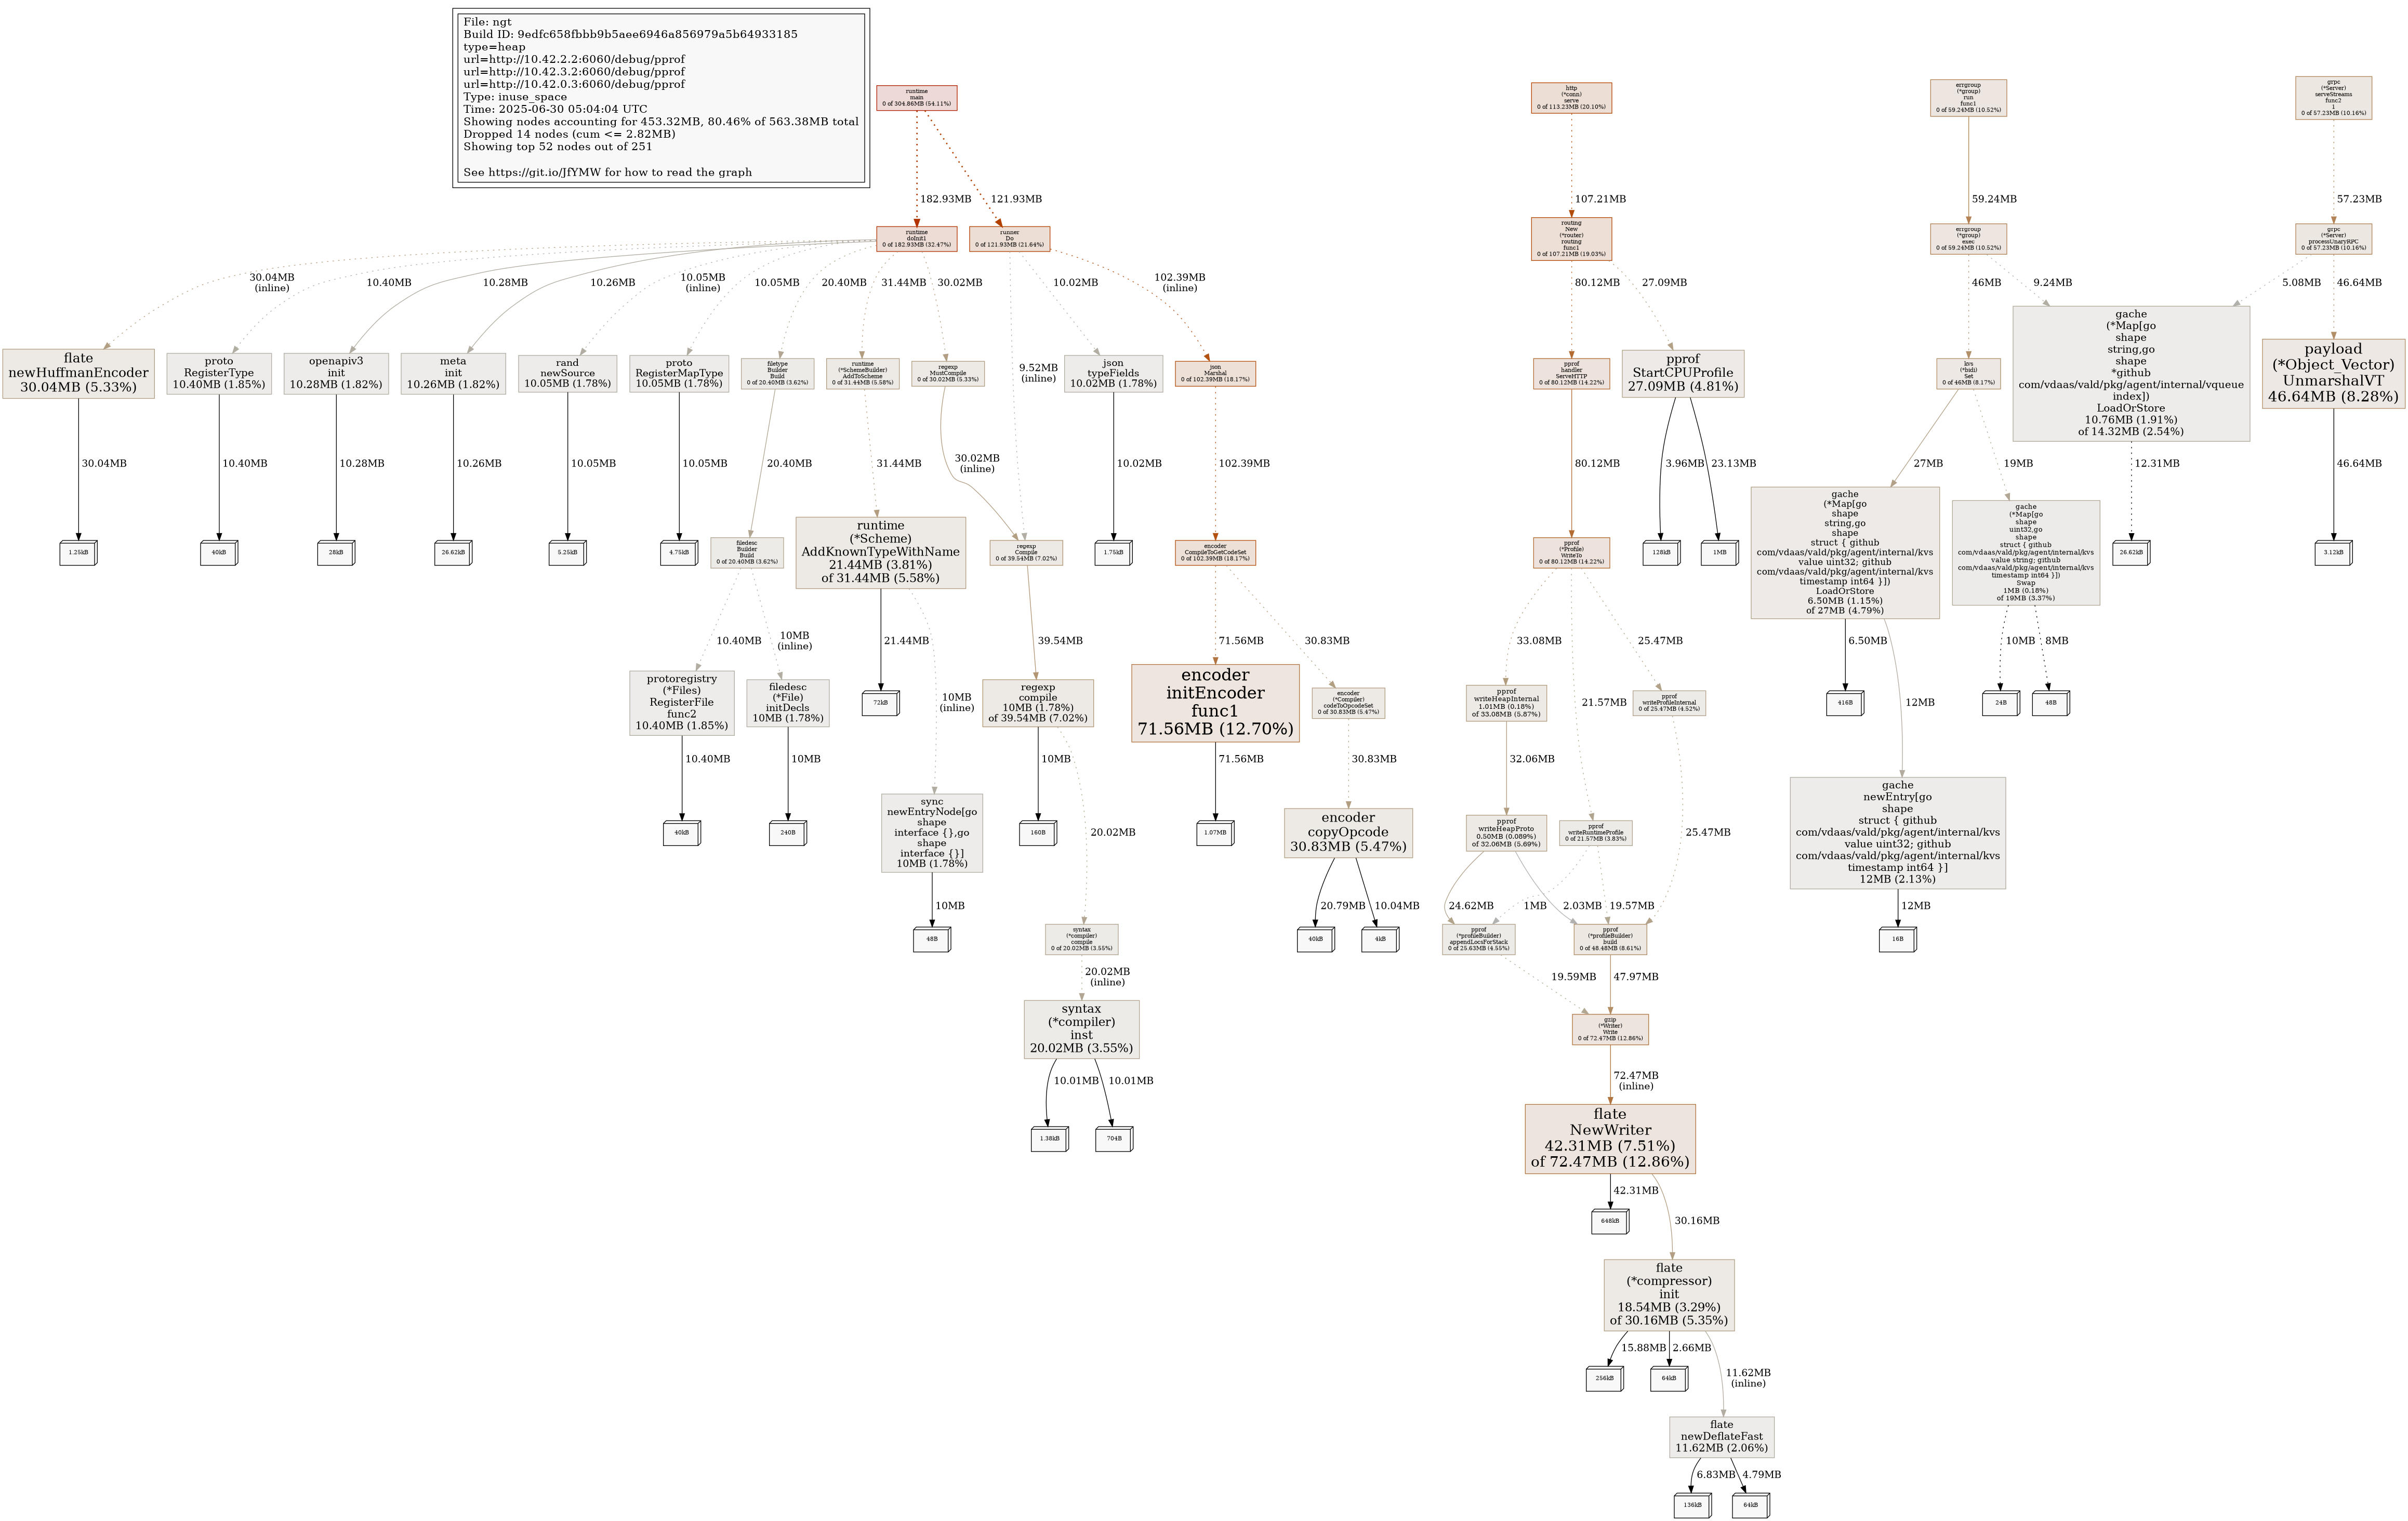 File: ngt
Build ID: 9edfc658fbbb9b5aee6946a856979a5b64933185
type=heap
url=http://10.42.2.2:6060/debug/pprof
url=http://10.42.3.2:6060/debug/pprof
url=http://10.42.0.3:6060/debug/pprof
Type: inuse_space
Time: 2025-06-30 05:04:04 UTC
Showing nodes accounting for 453.32MB, 80.46% of 563.38MB total
Dropped 14 nodes (cum <= 2.82MB)
Showing top 52 nodes out of 251
See https://git.io/JfYMW for how to read the graph
runtime
main
0 of 304.86MB (54.11%)
http
(*conn)
serve
0 of 113.23MB (20.10%)
errgroup
(*group)
run
func1
0 of 59.24MB (10.52%)
grpc
(*Server)
serveStreams
func2
1
0 of 57.23MB (10.16%)
182.93MB
121.93MB
107.21MB
59.24MB
57.23MB
runtime
doInit1
0 of 182.93MB (32.47%)
runner
Do
0 of 121.93MB (21.64%)
routing
New
(*router)
routing
func1
0 of 107.21MB (19.03%)
errgroup
(*group)
exec
0 of 59.24MB (10.52%)
grpc
(*Server)
processUnaryRPC
0 of 57.23MB (10.16%)
30.04MB
(inline)
10.40MB
10.28MB
10.26MB
10.05MB
(inline)
10.05MB
20.40MB
31.44MB
30.02MB
9.52MB
(inline)
10.02MB
102.39MB
(inline)
80.12MB
27.09MB
46MB
9.24MB
5.08MB
46.64MB
flate
newHuffmanEncoder
30.04MB (5.33%)
proto
RegisterType
10.40MB (1.85%)
openapiv3
init
10.28MB (1.82%)
meta
init
10.26MB (1.82%)
rand
newSource
10.05MB (1.78%)
proto
RegisterMapType
10.05MB (1.78%)
filetype
Builder
Build
0 of 20.40MB (3.62%)
runtime
(*SchemeBuilder)
AddToScheme
0 of 31.44MB (5.58%)
regexp
MustCompile
0 of 30.02MB (5.33%)
json
typeFields
10.02MB (1.78%)
json
Marshal
0 of 102.39MB (18.17%)
pprof
handler
ServeHTTP
0 of 80.12MB (14.22%)
pprof
StartCPUProfile
27.09MB (4.81%)
kvs
(*bidi)
Set
0 of 46MB (8.17%)
gache
(*Map[go
shape
string,go
shape
*github
com/vdaas/vald/pkg/agent/internal/vqueue
index])
LoadOrStore
10.76MB (1.91%)
of 14.32MB (2.54%)
payload
(*Object_Vector)
UnmarshalVT
46.64MB (8.28%)
30.04MB
10.40MB
10.28MB
10.26MB
10.05MB
10.05MB
20.40MB
31.44MB
30.02MB
(inline)
10.02MB
102.39MB
80.12MB
3.96MB
23.13MB
27MB
19MB
12.31MB
46.64MB
1.25kB
40kB
28kB
26.62kB
5.25kB
4.75kB
filedesc
Builder
Build
0 of 20.40MB (3.62%)
runtime
(*Scheme)
AddKnownTypeWithName
21.44MB (3.81%)
of 31.44MB (5.58%)
regexp
Compile
0 of 39.54MB (7.02%)
1.75kB
encoder
CompileToGetCodeSet
0 of 102.39MB (18.17%)
pprof
(*Profile)
WriteTo
0 of 80.12MB (14.22%)
128kB
1MB
gache
(*Map[go
shape
string,go
shape
struct { github
com/vdaas/vald/pkg/agent/internal/kvs
value uint32; github
com/vdaas/vald/pkg/agent/internal/kvs
timestamp int64 }])
LoadOrStore
6.50MB (1.15%)
of 27MB (4.79%)
gache
(*Map[go
shape
uint32,go
shape
struct { github
com/vdaas/vald/pkg/agent/internal/kvs
value string; github
com/vdaas/vald/pkg/agent/internal/kvs
timestamp int64 }])
Swap
1MB (0.18%)
of 19MB (3.37%)
26.62kB
3.12kB
10.40MB
10MB
(inline)
21.44MB
10MB
(inline)
39.54MB
71.56MB
30.83MB
33.08MB
21.57MB
25.47MB
6.50MB
12MB
10MB
8MB
protoregistry
(*Files)
RegisterFile
func2
10.40MB (1.85%)
filedesc
(*File)
initDecls
10MB (1.78%)
72kB
regexp
compile
10MB (1.78%)
of 39.54MB (7.02%)
encoder
initEncoder
func1
71.56MB (12.70%)
encoder
(*Compiler)
codeToOpcodeSet
0 of 30.83MB (5.47%)
pprof
writeHeapInternal
1.01MB (0.18%)
of 33.08MB (5.87%)
pprof
writeProfileInternal
0 of 25.47MB (4.52%)
416B
24B
48B
10.40MB
10MB
10MB
20.02MB
71.56MB
30.83MB
32.06MB
25.47MB
40kB
240B
sync
newEntryNode[go
shape
interface {},go
shape
interface {}]
10MB (1.78%)
160B
1.07MB
encoder
copyOpcode
30.83MB (5.47%)
pprof
writeHeapProto
0.50MB (0.089%)
of 32.06MB (5.69%)
pprof
writeRuntimeProfile
0 of 21.57MB (3.83%)
gache
newEntry[go
shape
struct { github
com/vdaas/vald/pkg/agent/internal/kvs
value uint32; github
com/vdaas/vald/pkg/agent/internal/kvs
timestamp int64 }]
12MB (2.13%)
10MB
20.79MB
10.04MB
24.62MB
1MB
2.03MB
19.57MB
12MB
48B
syntax
(*compiler)
compile
0 of 20.02MB (3.55%)
40kB
4kB
pprof
(*profileBuilder)
appendLocsForStack
0 of 25.63MB (4.55%)
pprof
(*profileBuilder)
build
0 of 48.48MB (8.61%)
16B
20.02MB
(inline)
19.59MB
47.97MB
syntax
(*compiler)
inst
20.02MB (3.55%)
gzip
(*Writer)
Write
0 of 72.47MB (12.86%)
10.01MB
10.01MB
72.47MB
(inline)
1.38kB
704B
flate
NewWriter
42.31MB (7.51%)
of 72.47MB (12.86%)
42.31MB
30.16MB
648kB
flate
(*compressor)
init
18.54MB (3.29%)
of 30.16MB (5.35%)
15.88MB
2.66MB
11.62MB
(inline)
256kB
64kB
flate
newDeflateFast
11.62MB (2.06%)
6.83MB
4.79MB
136kB
64kB